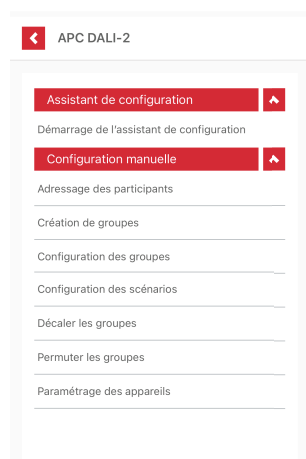 APC DALI-2
Assistant de configuration
Démarrage de l'assistant de configuration
Configuration manuelle
Adressage des participants
Création de groupes
Configuration des groupes
Configuration des scénarios
Décaler les groupes
Permuter les groupes
Paramétrage des appareils